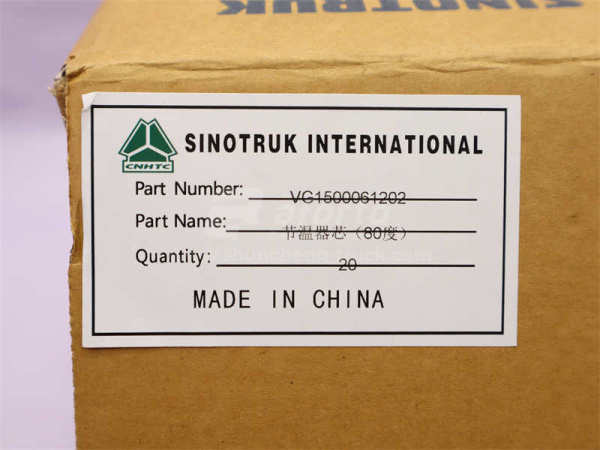 SINOTRUK
CNHTC
SINOTRUK INTERNATIONAL
Part Number: VG1500061202
Part Name: 节温器芯（80度）
Quantity: 20
MADE IN CHINA